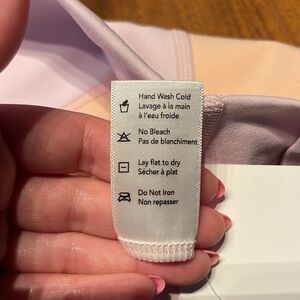 Hand Wash Cold
Lavage à la main
à l'eau froide
No Bleach
Pas de blanchiment
Lay flat to dry
Sécher à plat
Do Not Iron
Non repasser